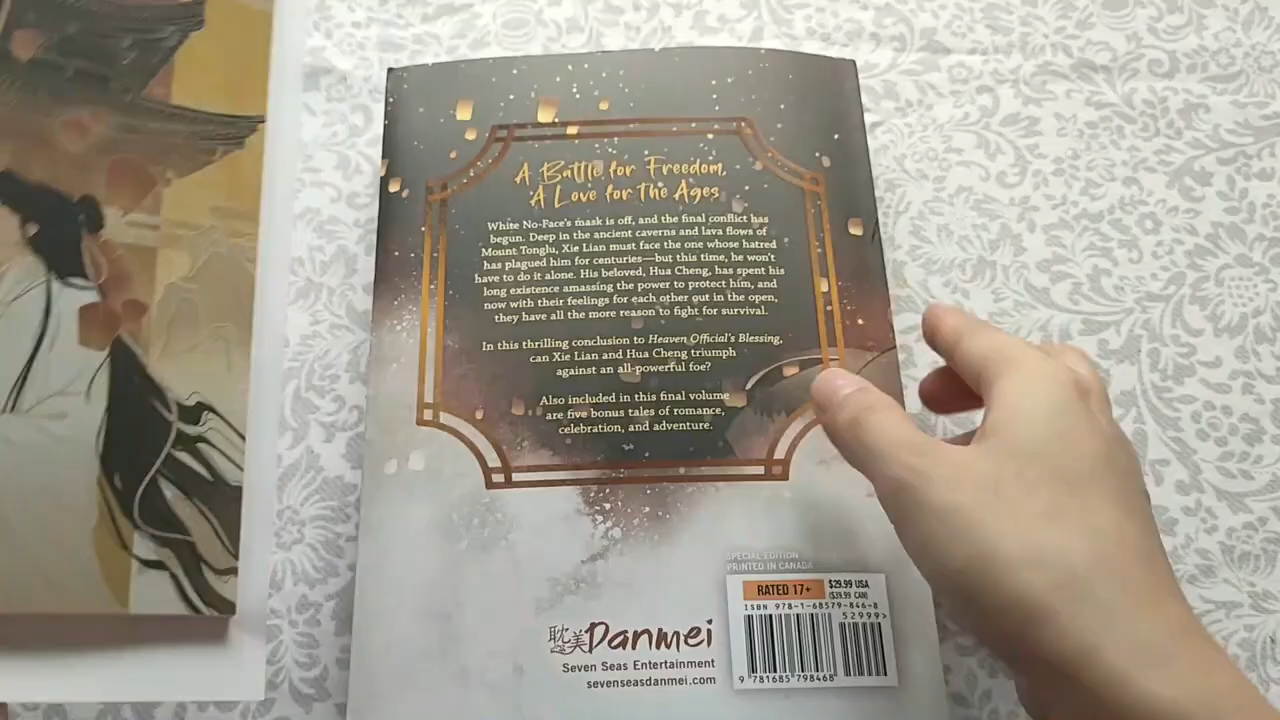 A Battle for Freedom,
A Love for the Ages
White No-Face's mask is off, and the final conflict has
begun. Deep in the ancient caverns and lava flows of
Mount Tonglu, Xie Lian must face the one whose hatred
has plagued him for centuries—but this time, he won't
have to do it alone. His beloved, Hua Cheng, has spent his
long existence amassing the power to protect him, and
now with their feelings for each other out in the open,
they have all the more reason to fight for survival.
In this thrilling conclusion to Heaven Official's Blessing,
can Xie Lian and Hua Cheng triumph
against an all-powerful foe?
Also included in this final volume
are five bonus tales of romance,
celebration, and adventure.
SPECIAL EDITION
PRINTED IN CANADA
RATED 17+ $29.99 USA
($39.99 CAN)
ISBN 978-1-68579-846-8
52999>
9 781685 798468
耽美 Danmei
Seven Seas Entertainment
sevenseasdanmei.com